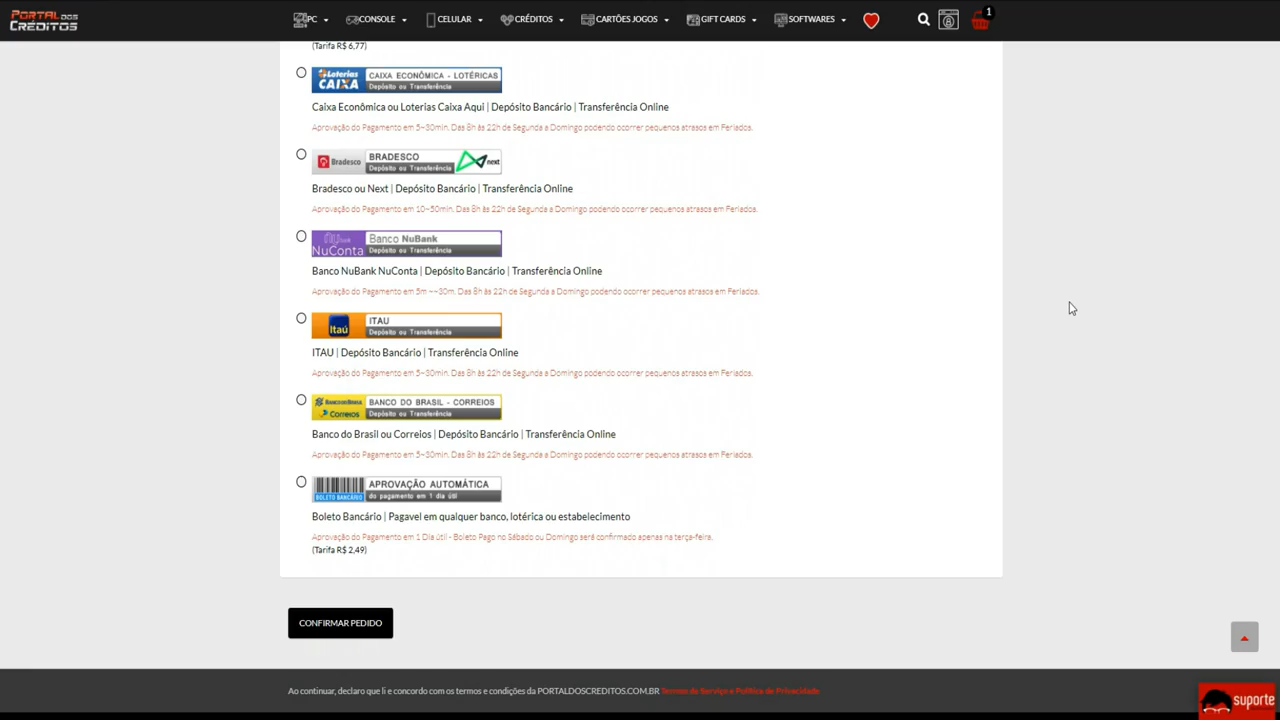 PORTAL DOS
CRÉDITOS
PC
CONSOLE
CELULAR
CRÉDITOS
CARTÕES JOGOS
GIFT CARDS
SOFTWARES
1
(Tarifa R$ 6,77)
Loterias
CAIXA
CAIXA ECONÔMICA - LOTÉRICAS
Depósito ou Transferência
Caixa Econômica ou Loterias Caixa Aqui | Depósito Bancário | Transferência Online
Aprovação do Pagamento em 5~30min. Das 8h às 22h de Segunda a Domingo podendo ocorrer pequenos atrasos em Feriados.
Bradesco
BRADESCO
Depósito ou Transferência
next
Bradesco ou Next | Depósito Bancário | Transferência Online
Aprovação do Pagamento em 10~50min. Das 8h às 22h de Segunda a Domingo podendo ocorrer pequenos atrasos em Feriados.
NuConta
Banco NuBank
Depósito ou Transferência
Banco NuBank NuConta | Depósito Bancário | Transferência Online
Aprovação do Pagamento em 5m ~~30m. Das 8h às 22h de Segunda a Domingo podendo ocorrer pequenos atrasos em Feriados.
Itaú
ITAU
Depósito ou Transferência
ITAU | Depósito Bancário | Transferência Online
Aprovação do Pagamento em 5~30min. Das 8h às 22h de Segunda a Domingo podendo ocorrer pequenos atrasos em Feriados.
BANCO DO BRASIL
Correios
BANCO DO BRASIL - CORREIOS
Depósito ou Transferência
Banco do Brasil ou Correios | Depósito Bancário | Transferência Online
Aprovação do Pagamento em 5~30min. Das 8h às 22h de Segunda a Domingo podendo ocorrer pequenos atrasos em Feriados.
BOLETO BANCÁRIO
APROVAÇÃO AUTOMÁTICA
do pagamento em 1 dia útil
Boleto Bancário | Pagavel em qualquer banco, lotérica ou estabelecimento
Aprovação do Pagamento em 1 Dia útil - Boleto Pago no Sábado ou Domingo será confirmado apenas na terça-feira.
(Tarifa R$ 2,49)
CONFIRMAR PEDIDO
Ao continuar, declaro que li e concordo com os termos e condições da PORTALDOSCREDITOS.COM.BR Termos do Serviço e Política de Privacidade.
suporte